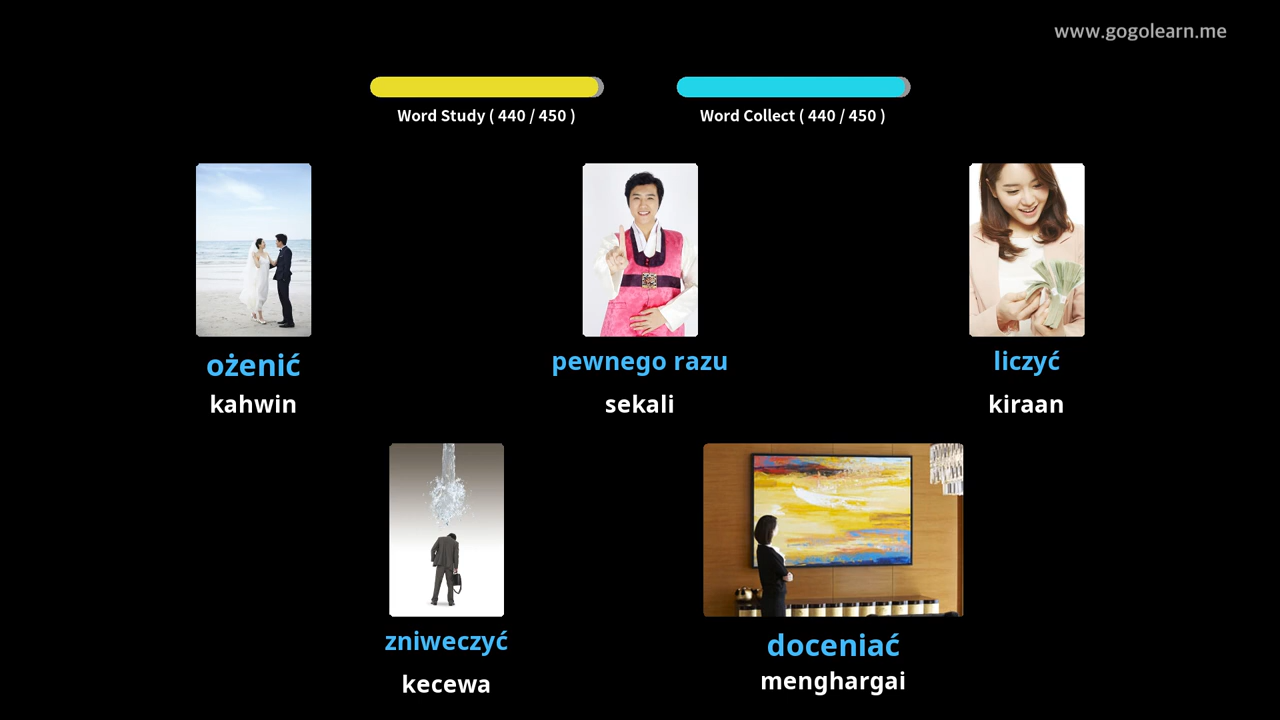 www.gogolearn.me
Word Study ( 440 / 450 )
Word Collect ( 440 / 450 )
ożenić
kahwin
pewnego razu
sekali
liczyć
kiraan
zniweczyć
kecewa
doceniać
menghargai